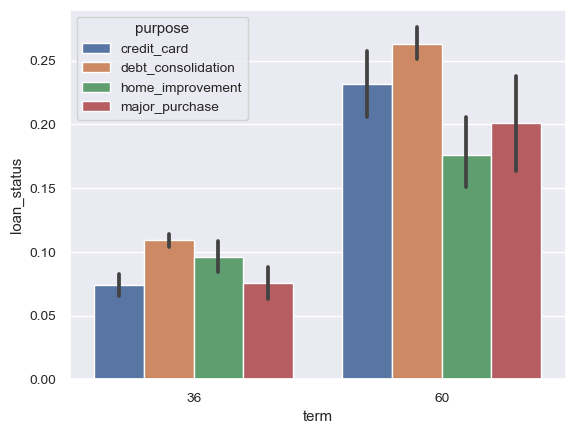 purpose
credit_card
debt_consolidation
home_improvement
major_purchase
0.25
0.20
0.15
0.10
0.05
0.00
loan_status
36
60
term